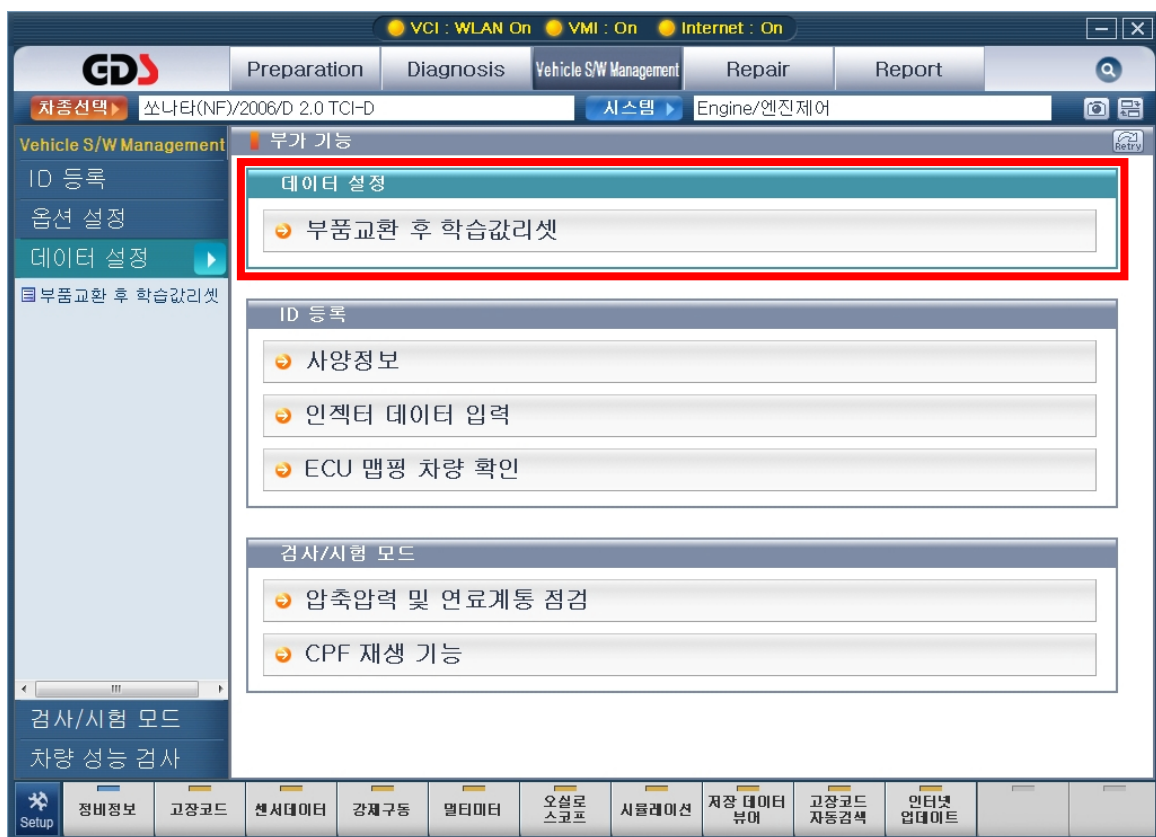 VCI : WLAN On VMI : On Internet : On
GDS Preparation Diagnosis Vehicle S/W Management Repair Report
차종선택 쏘나타(NF)/2006/D 2.0 TCI-D 시스템 Engine/엔진제어
Vehicle S/W Management
ID 등록
옵션 설정
데이터 설정
부품교환 후 학습값리셋
부가 기능
Retry
데이터 설정
부품교환 후 학습값리셋
ID 등록
사양정보
인젝터 데이터 입력
ECU 맵핑 차량 확인
검사/시험 모드
압축압력 및 연료계통 점검
CPF 재생 기능
검사/시험 모드
차량 성능 검사
Setup 정비정보 고장코드 센서데이터 강제구동 멀티미터 오실로 스코프 시뮬레이션 저장 데이터 뷰어 고장코드 자동검색 인터넷 업데이트